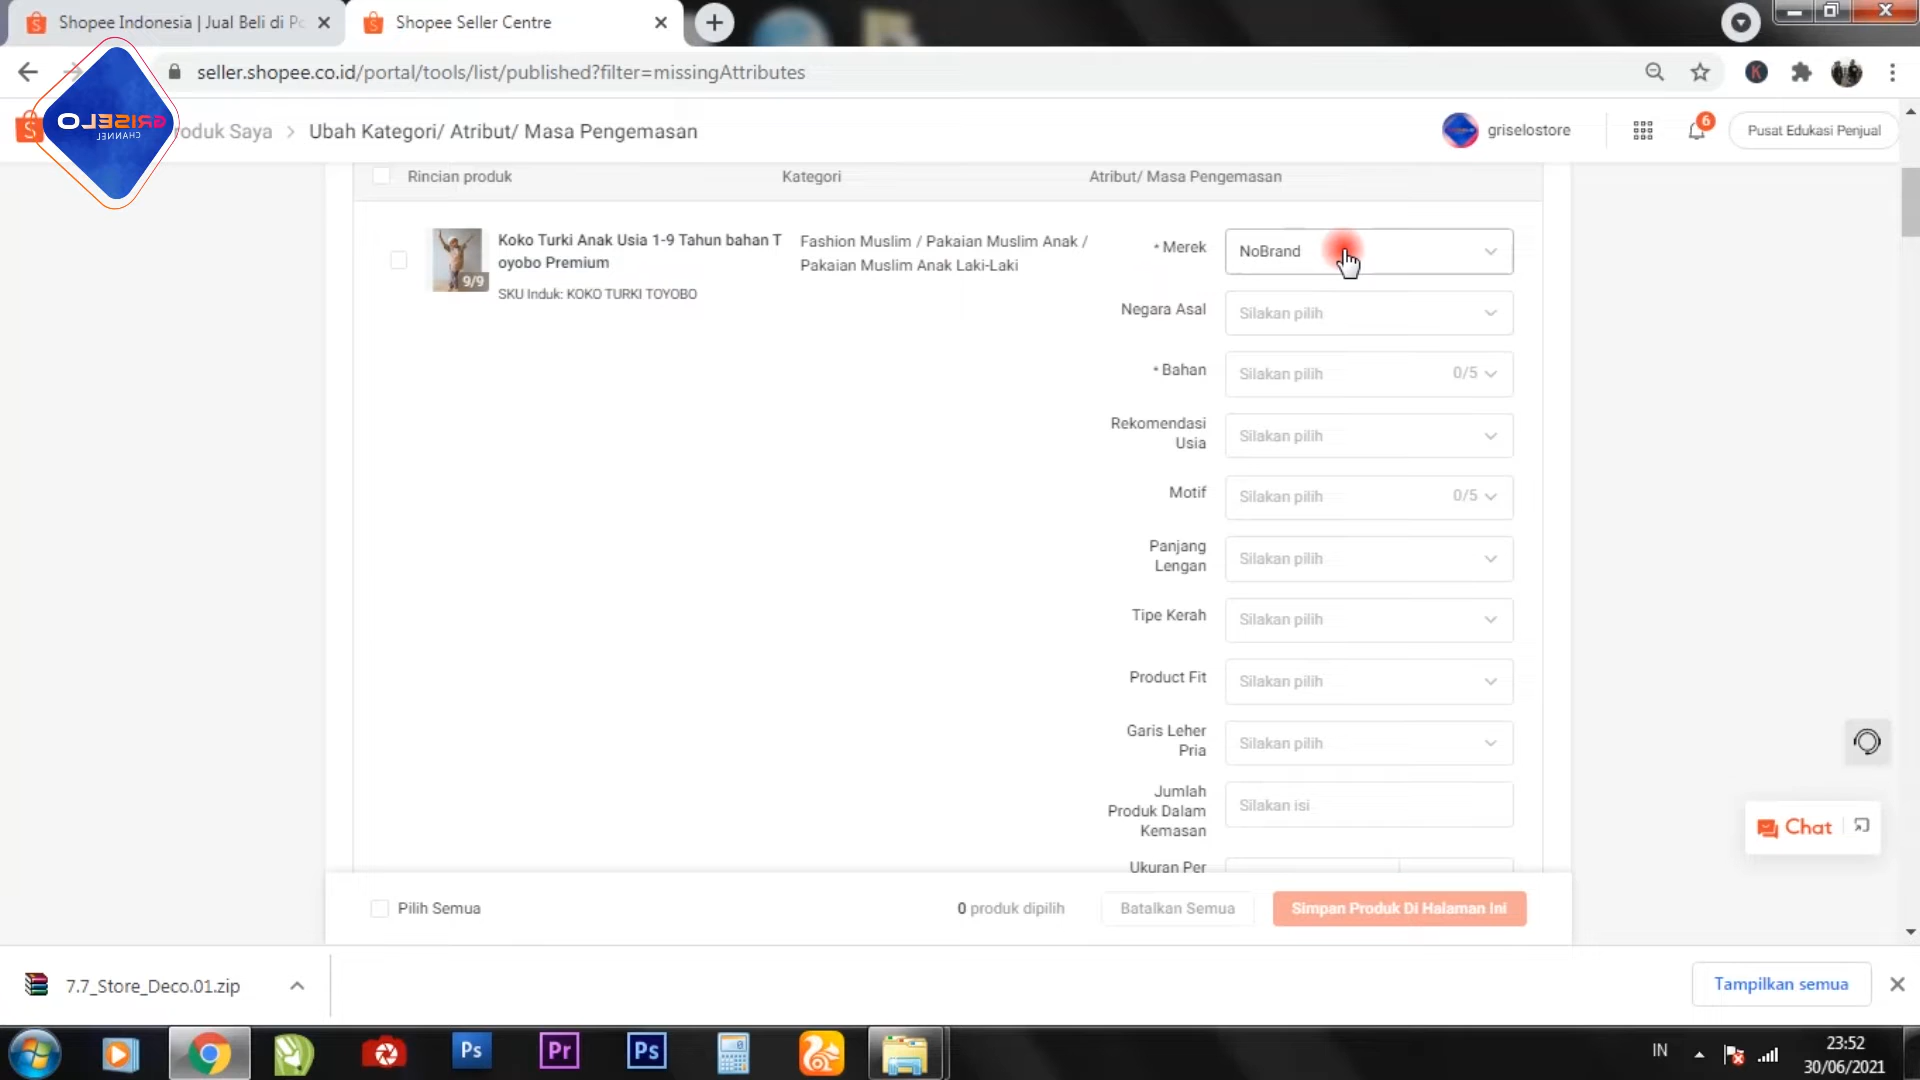 Shopee Indonesia | Jual Beli di Po
Shopee Seller Centre
seller.shopee.co.id/portal/tools/list/published?filter=missingAttributes
GRISELO
CHANNEL
roduk Saya > Ubah Kategori/ Atribut/ Masa Pengemasan
griselostore
6
Pusat Edukasi Penjual
Rincian produk
Kategori
Atribut/ Masa Pengemasan
Koko Turki Anak Usia 1-9 Tahun bahan T
oyobo Premium
9/9
SKU Induk: KOKO TURKI TOYOBO
Fashion Muslim / Pakaian Muslim Anak /
Pakaian Muslim Anak Laki-Laki
* Merek
NoBrand
Negara Asal
Silakan pilih
* Bahan
Silakan pilih 0/5
Rekomendasi
Usia
Silakan pilih
Motif
Silakan pilih 0/5
Panjang
Lengan
Silakan pilih
Tipe Kerah
Silakan pilih
Product Fit
Silakan pilih
Garis Leher
Pria
Silakan pilih
Jumlah
Produk Dalam
Kemasan
Silakan isi
Ukuran Per
Chat
Pilih Semua
0 produk dipilih
Batalkan Semua
Simpan Produk Di Halaman Ini
7.7_Store_Deco.01.zip
Tampilkan semua
Ps
Pr
Ps
IN
23:52
30/06/2021